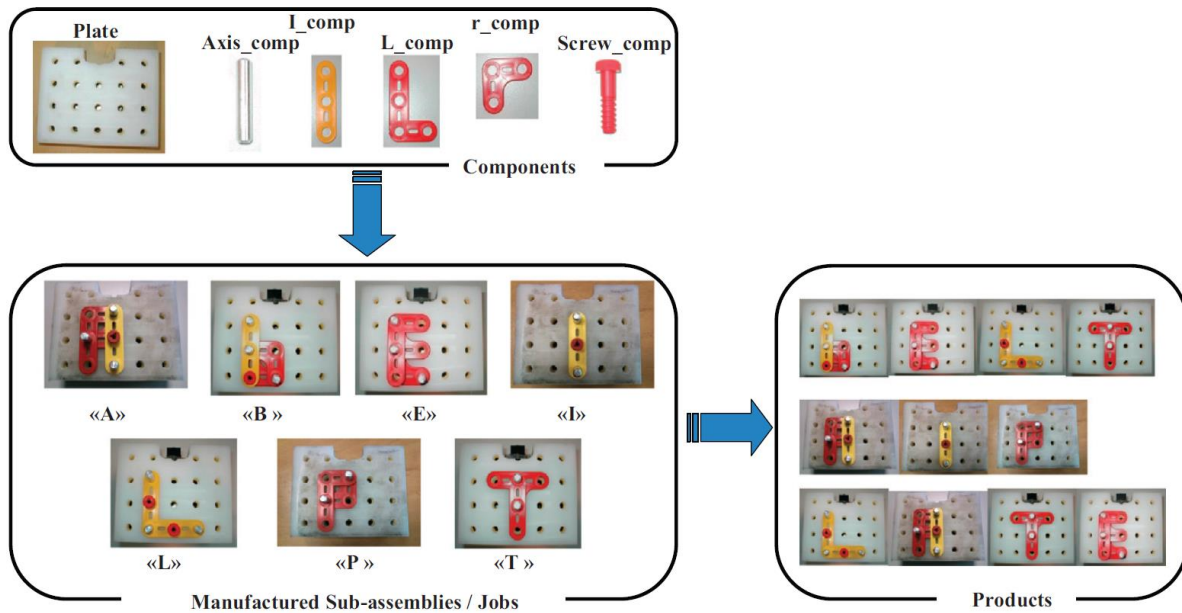 Plate
Axis_comp
I_comp
L_comp
r_comp
Screw_comp
Components
«A»
«B »
«E»
«I»
«L»
«P »
«T »
Manufactured Sub-assemblies / Jobs
Products